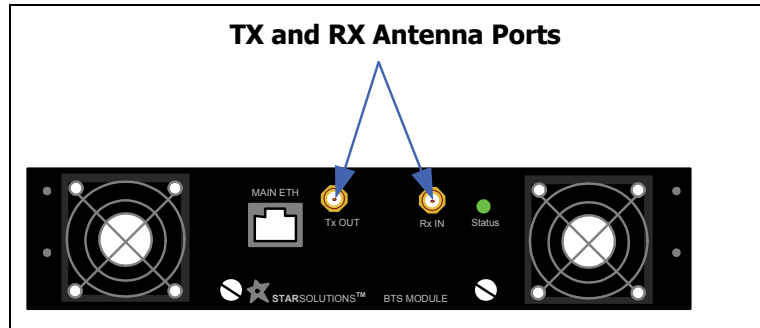 TX and RX Antenna Ports
MAIN ETH
Tx OUT
Rx IN
Status
STARSOLUTIONS™
BTS MODULE